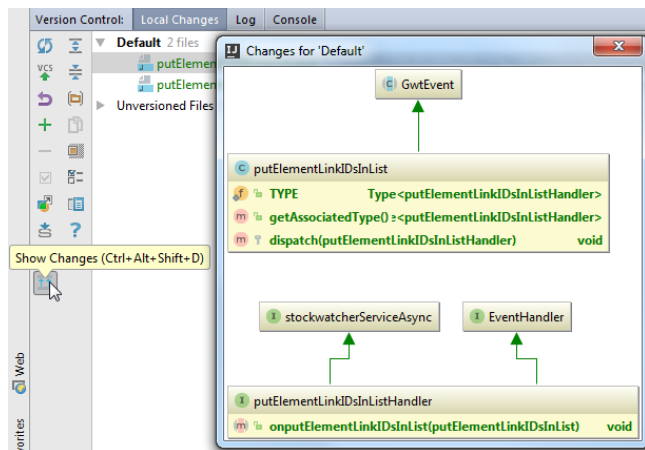 Version Control: Local Changes Log Console
Default 2 files
putElemen
putElemen
Unversioned Files
VCS
Show Changes (Ctrl+Alt+Shift+D)
Web
vorites
Changes for 'Default'
C GwtEvent
C putElementLinkIDsInList
f TYPE Type<putElementLinkIDsInListHandler>
m getAssociatedType() :<putElementLinkIDsInListHandler>
m dispatch(putElementLinkIDsInListHandler) void
I stockwatcherServiceAsync I EventHandler
I putElementLinkIDsInListHandler
m onputElementLinkIDsInList(putElementLinkIDsInList) void